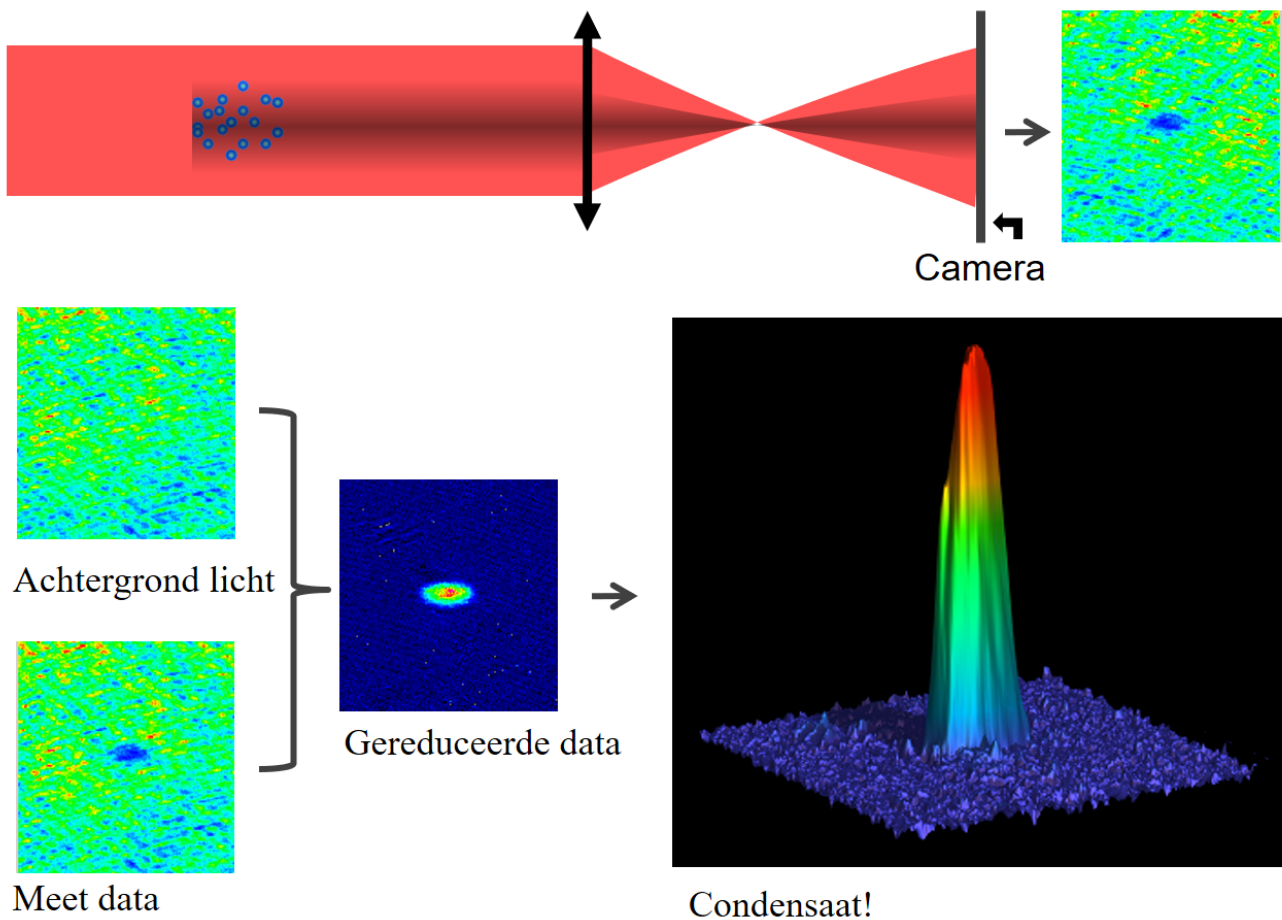 Camera
Achtergrond licht
Gereduceerde data
Meet data
Condensaat!